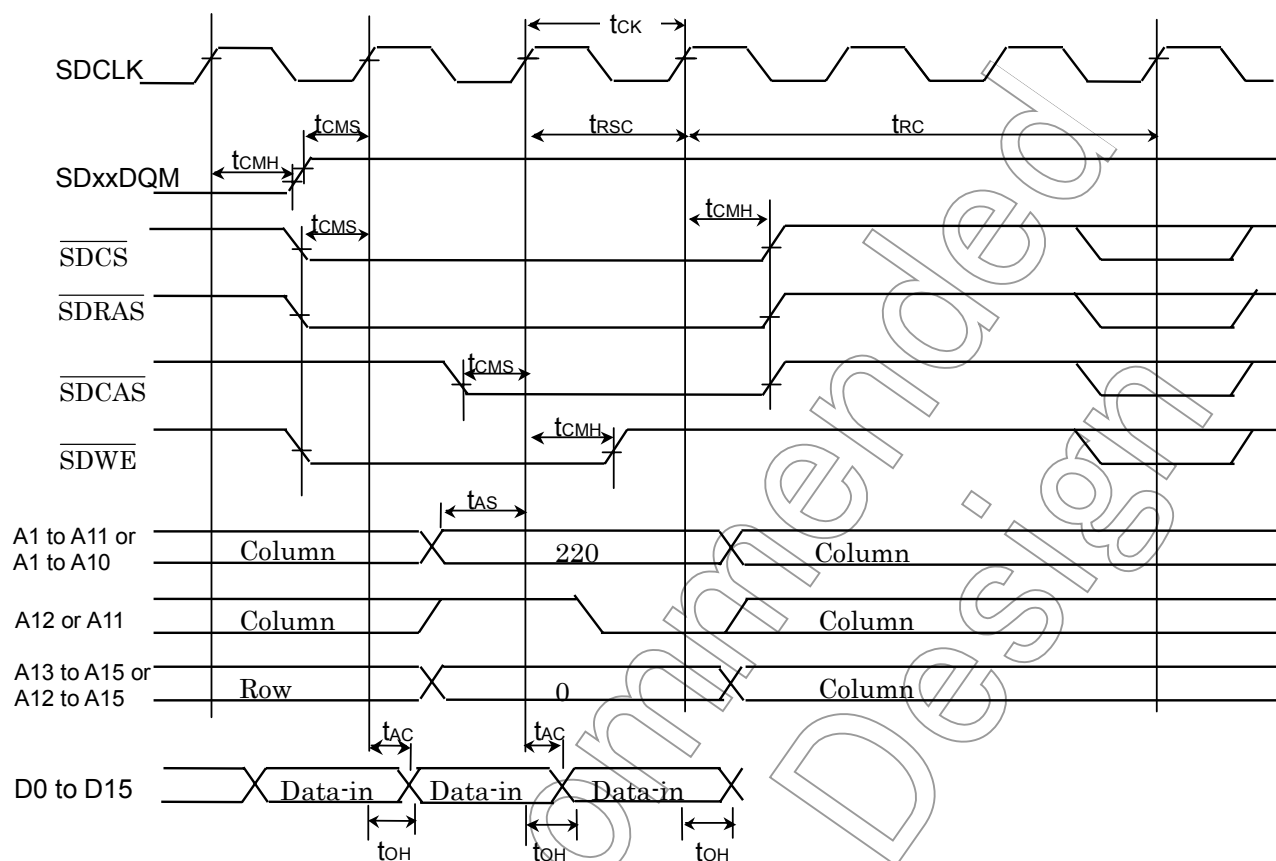 tCK
SDCLK
tCMS
tRSC
tRC
tCMH
SDxxDQM
tCMS
tCMH
SDCS
SDRAS
tCMS
SDCAS
tCMH
SDWE
tAS
A1 to A11 or
A1 to A10
Column
220
Column
A12 or A11
Column
Column
A13 to A15 or
A12 to A15
Row
0
Column
tAC
tAC
D0 to D15
Data-in
Data-in
Data-in
tOH
tOH
tOH
ommended
Design